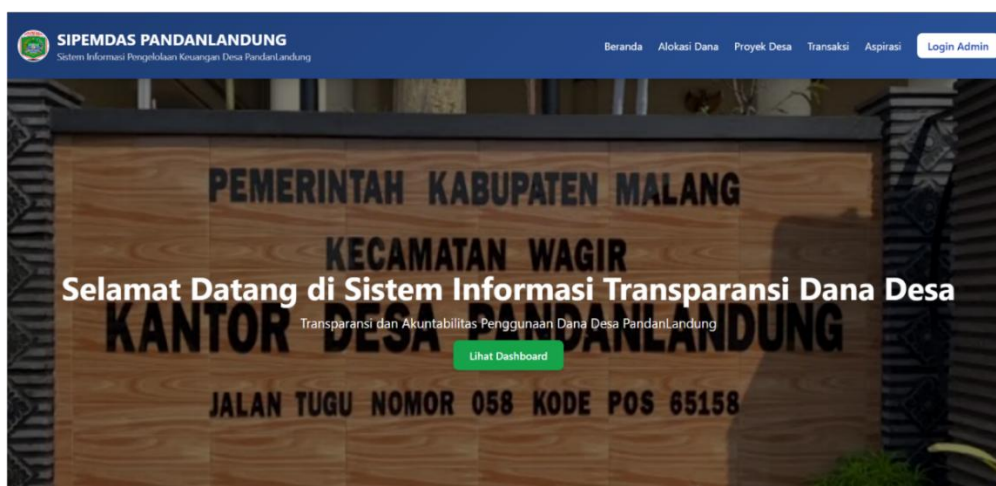 SIPEMDAS PANDANLANDUNG
Sistem Informasi Pengelolaan Keuangan Desa PandanLandung
Beranda Alokasi Dana Proyek Desa Transaksi Aspirasi Login Admin
PEMERINTAH KABUPATEN MALANG
KECAMATAN WAGIR
Selamat Datang di Sistem Informasi Transparansi Dana Desa
KANTOR DESA PANDANLANDUNG
Transparansi dan Akuntabilitas Penggunaan Dana Desa PandanLandung
Lihat Dashboard
JALAN TUGU NOMOR 058 KODE POS 65158